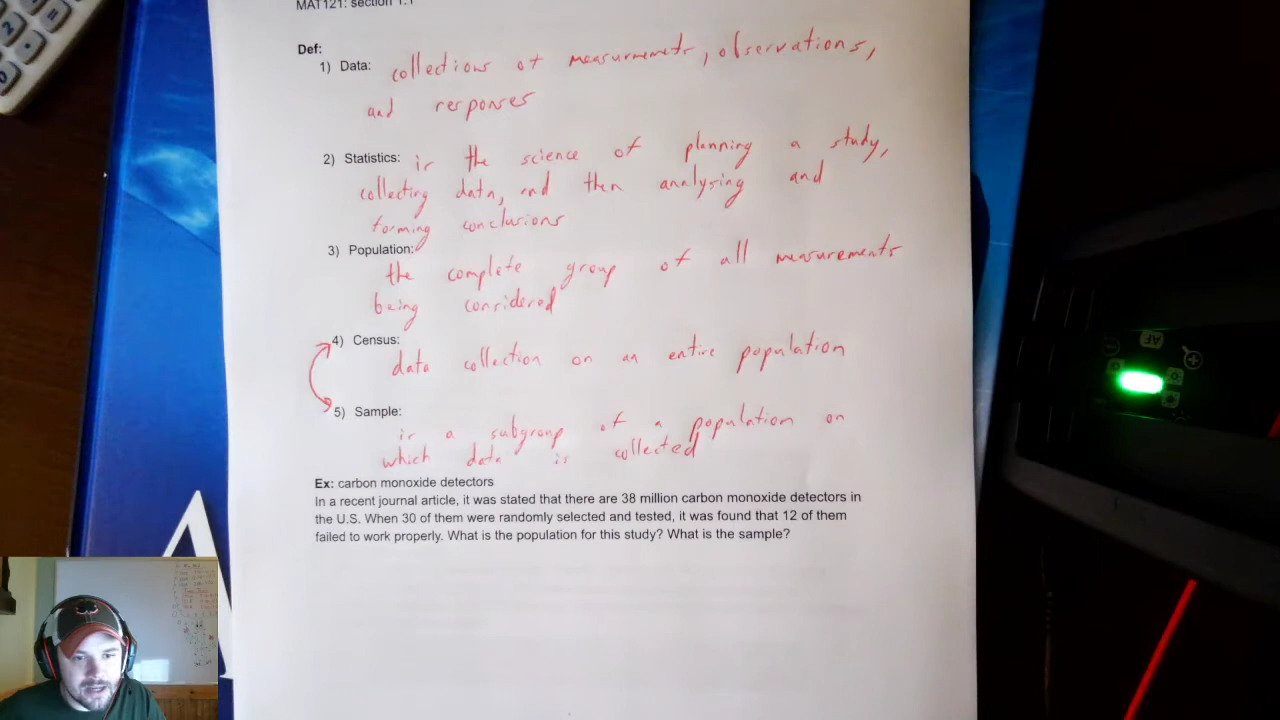 MAT121: section 1.1
Def:
1) Data: collections of measurmemets, observations,
and responses
2) Statistics: is the science of planning a study,
collecting data, and then analysing and
forming conclusions
3) Population:
the complete group of all measurements
being considered
4) Census:
data collection on an entire population
5) Sample:
is a subgroup of a population on
which data is collected
Ex: carbon monoxide detectors
In a recent journal article, it was stated that there are 38 million carbon monoxide detectors in
the U.S. When 30 of them were randomly selected and tested, it was found that 12 of them
failed to work properly. What is the population for this study? What is the sample?
A
AF